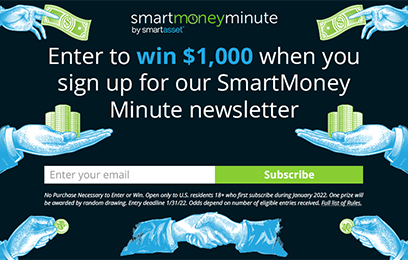 smartmoneyminute
by smartasset
Enter to win $1,000 when you
sign up for our SmartMoney
Minute newsletter
Enter your email
Subscribe
No Purchase Necessary to Enter or Win. Open only to U.S. residents 18+ who first subscribe during January 2022. One prize
will be awarded by random drawing. Entry deadline 1/31/22. Odds depend on number of eligible entries received. Full list of Rules.